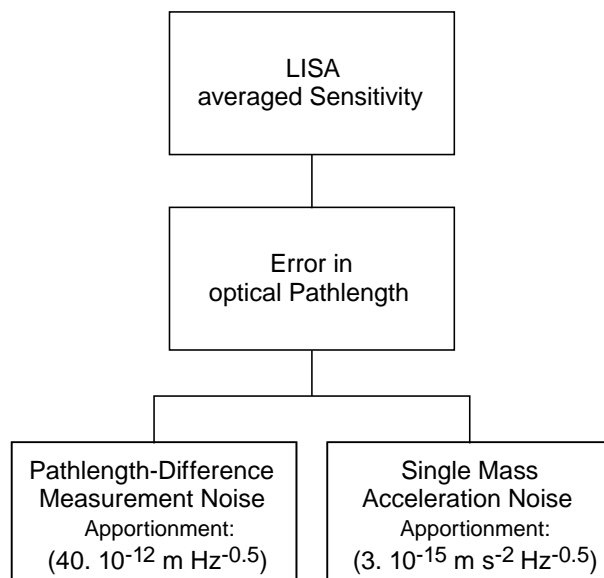 LISA
averaged Sensitivity
Error in
optical Pathlength
Pathlength-Difference
Measurement Noise
Apportionment:
(40. 10⁻¹² m Hz⁻⁰·⁵)
Single Mass
Acceleration Noise
Apportionment:
(3. 10⁻¹⁵ m s⁻² Hz⁻⁰·⁵)